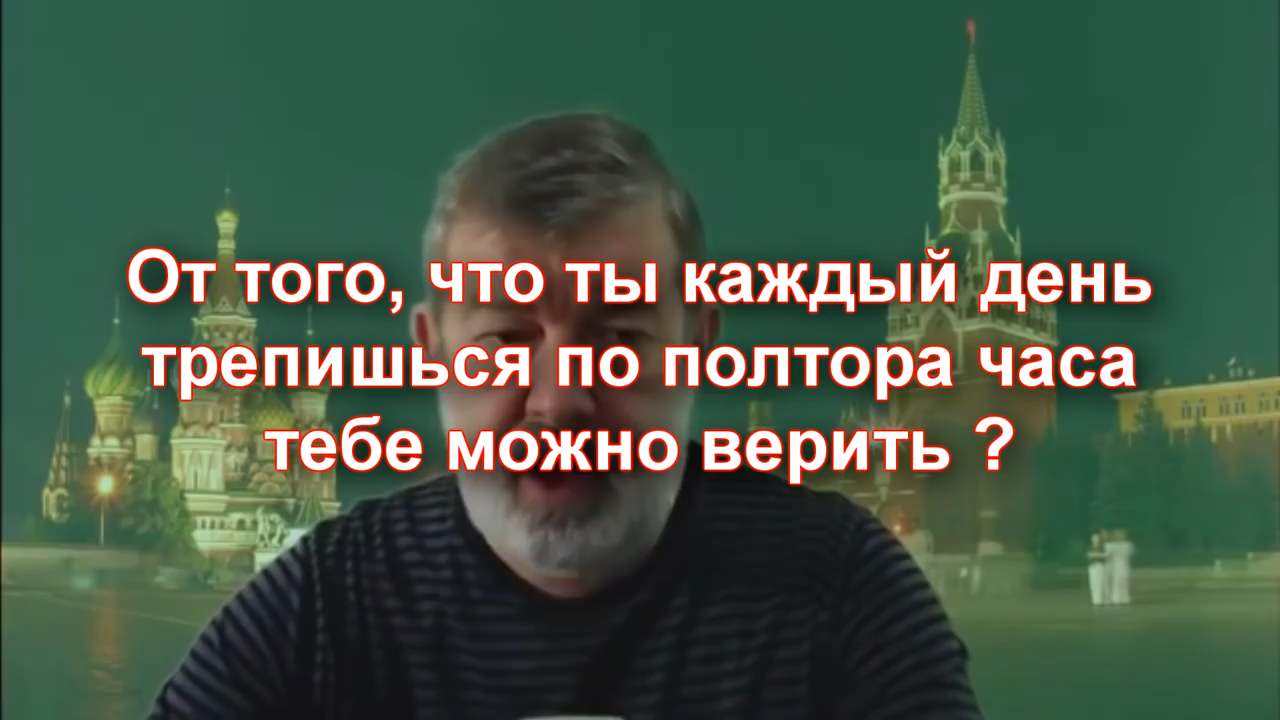 От того, что ты каждый день
трепишься по полтора часа
тебе можно верить ?